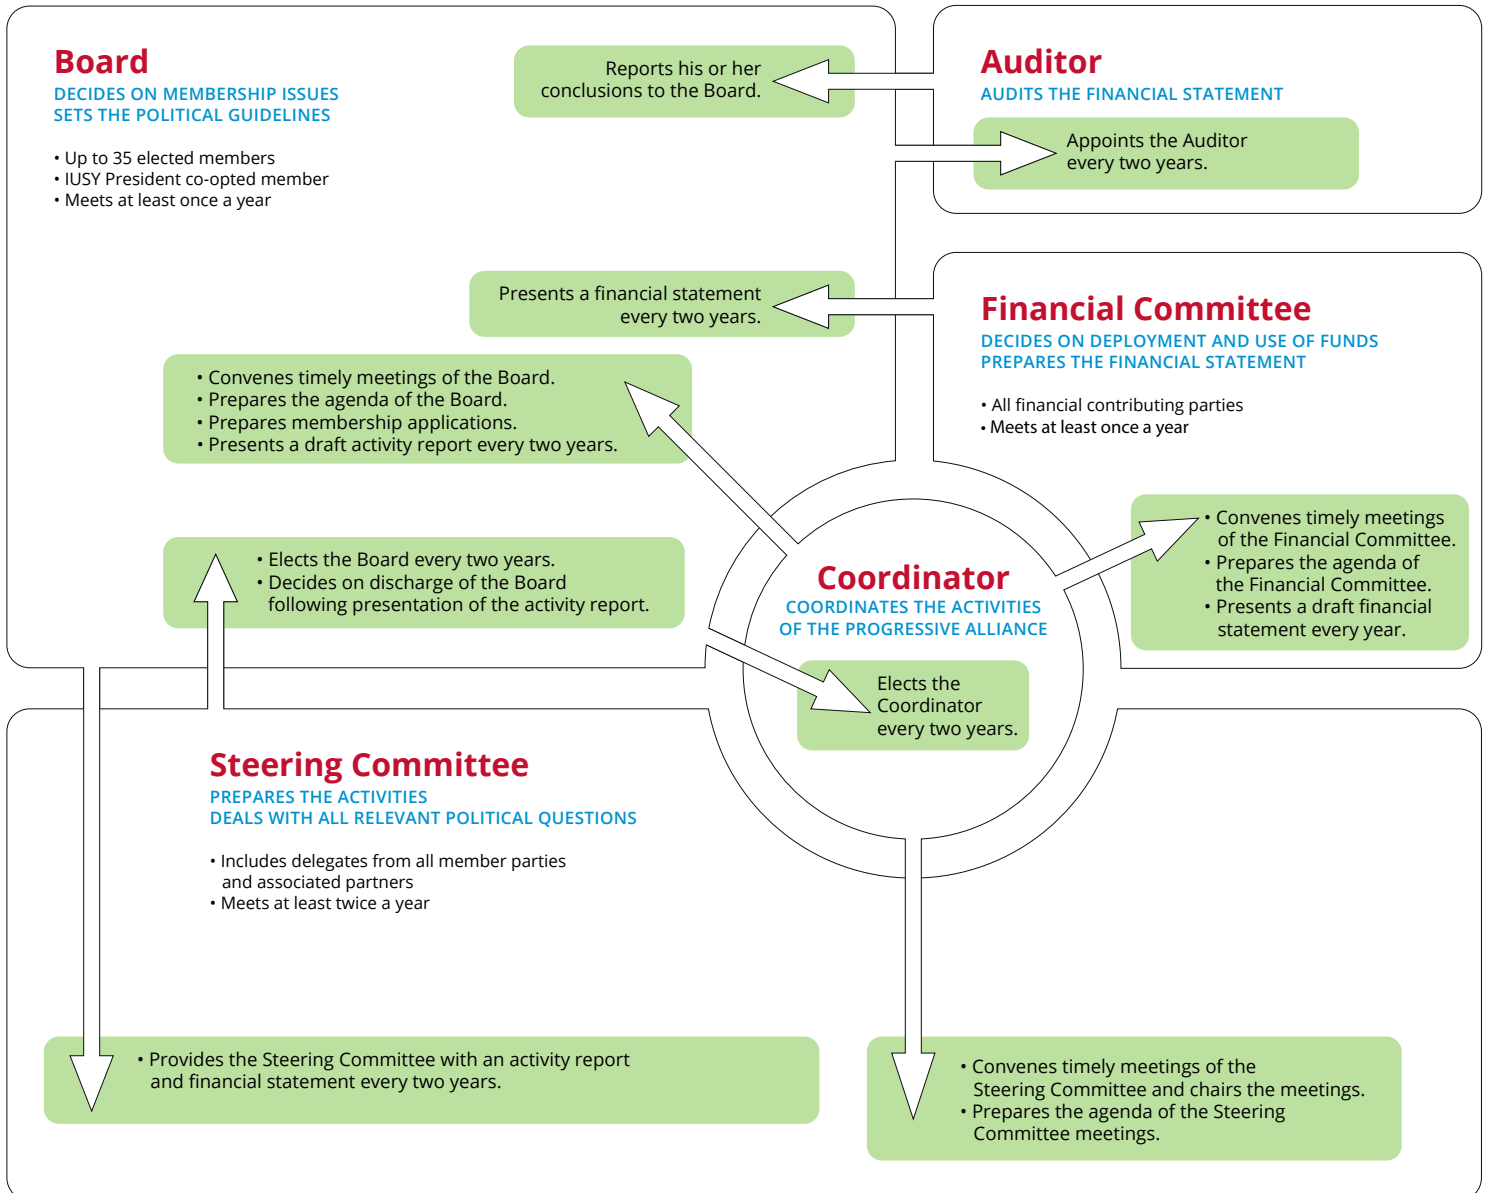 Board
DECIDES ON MEMBERSHIP ISSUES
SETS THE POLITICAL GUIDELINES
• Up to 35 elected members
• IUSY President co-opted member
• Meets at least once a year
Reports his or her
conclusions to the Board.
Auditor
AUDITS THE FINANCIAL STATEMENT
Appoints the Auditor
every two years.
Presents a financial statement
every two years.
Financial Committee
DECIDES ON DEPLOYMENT AND USE OF FUNDS
PREPARES THE FINANCIAL STATEMENT
• All financial contributing parties
• Meets at least once a year
• Convenes timely meetings of the Board.
• Prepares the agenda of the Board.
• Prepares membership applications.
• Presents a draft activity report every two years.
• Convenes timely meetings
of the Financial Committee.
• Prepares the agenda of
the Financial Committee.
• Presents a draft financial
statement every year.
• Elects the Board every two years.
• Decides on discharge of the Board
following presentation of the activity report.
Coordinator
COORDINATES THE ACTIVITIES
OF THE PROGRESSIVE ALLIANCE
Elects the
Coordinator
every two years.
Steering Committee
PREPARES THE ACTIVITIES
DEALS WITH ALL RELEVANT POLITICAL QUESTIONS
• Includes delegates from all member parties
and associated partners
• Meets at least twice a year
• Provides the Steering Committee with an activity report
and financial statement every two years.
• Convenes timely meetings of the
Steering Committee and chairs the meetings.
• Prepares the agenda of the Steering
Committee meetings.